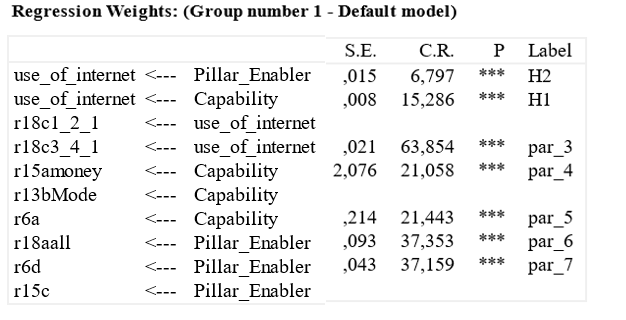 Regression Weights: (Group number 1 - Default model)
S.E. C.R. P Label
use_of_internet <--- Pillar_Enabler ,015 6,797 *** H2
use_of_internet <--- Capability ,008 15,286 *** H1
r18c1_2_1 <--- use_of_internet
r18c3_4_1 <--- use_of_internet ,021 63,854 *** par_3
r15amoney <--- Capability 2,076 21,058 *** par_4
r13bMode <--- Capability
r6a <--- Capability ,214 21,443 *** par_5
r18aall <--- Pillar_Enabler ,093 37,353 *** par_6
r6d <--- Pillar_Enabler ,043 37,159 *** par_7
r15c <--- Pillar_Enabler